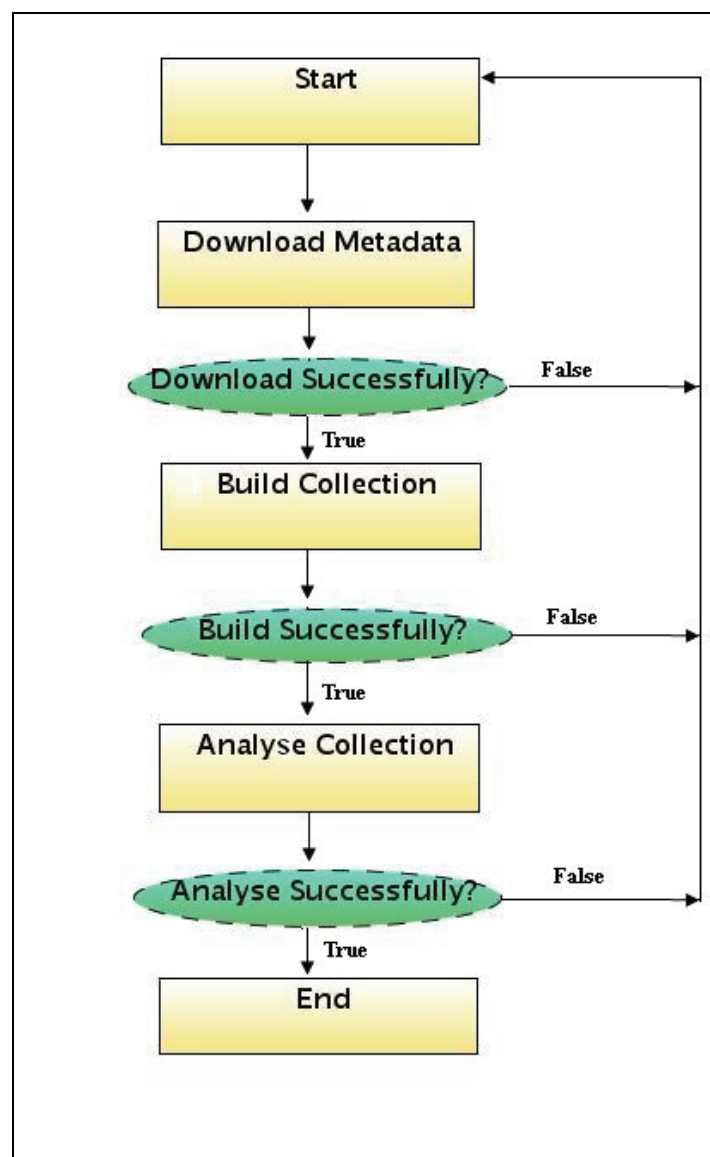 Start
Download Metadata
Download Successfully?
False
True
Build Collection
Build Successfully?
False
True
Analyse Collection
Analyse Successfully?
False
True
End